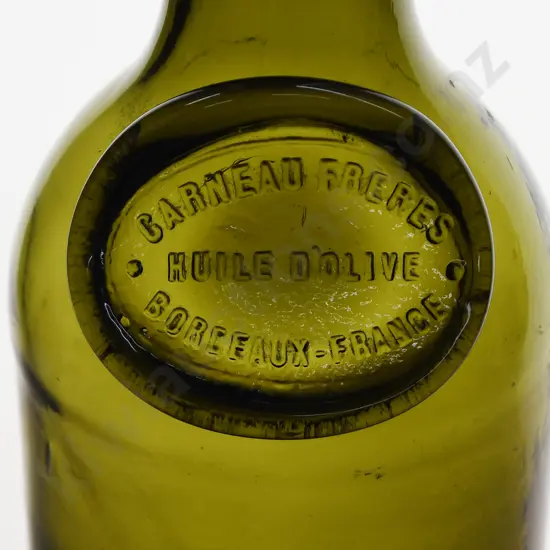 CARNEAU FRERES
HUILE D'OLIVE
BORDEAUX-FRANCE